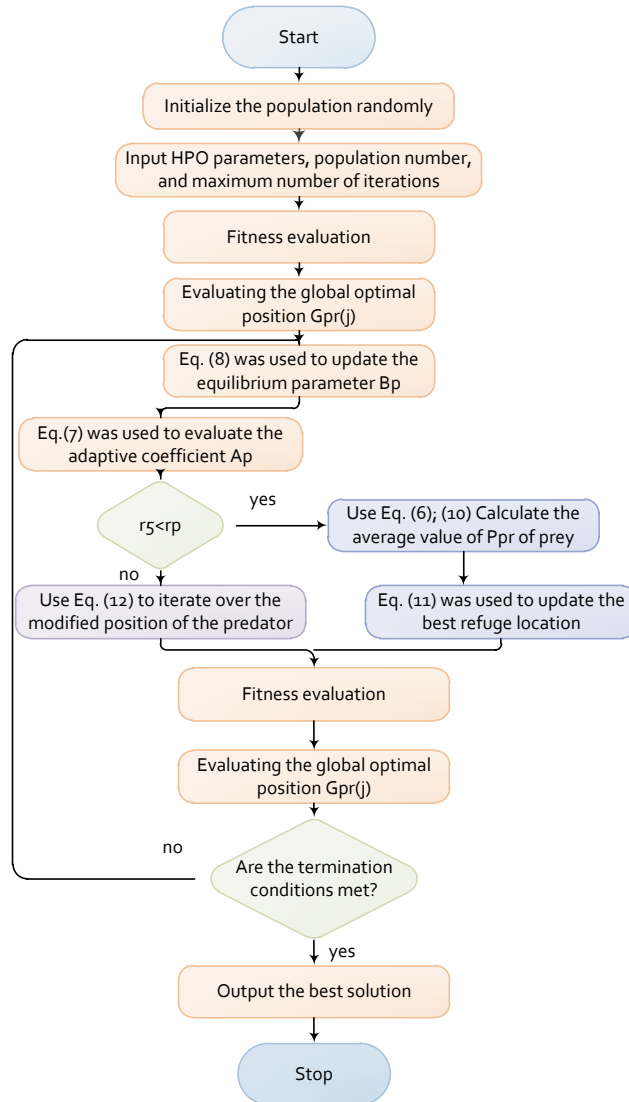 Start
Initialize the population randomly
Input HPO parameters, population number,
and maximum number of iterations
Fitness evaluation
Evaluating the global optimal
position Gpr(j)
Eq. (8) was used to update the
equilibrium parameter Bp
Eq.(7) was used to evaluate the
adaptive coefficient Ap
r5<rp
yes
Use Eq. (6); (10) Calculate the
average value of Ppr of prey
no
Use Eq. (12) to iterate over the
modified position of the predator
Eq. (11) was used to update the
best refuge location
Fitness evaluation
Evaluating the global optimal
position Gpr(j)
no
Are the termination
conditions met?
yes
Output the best solution
Stop